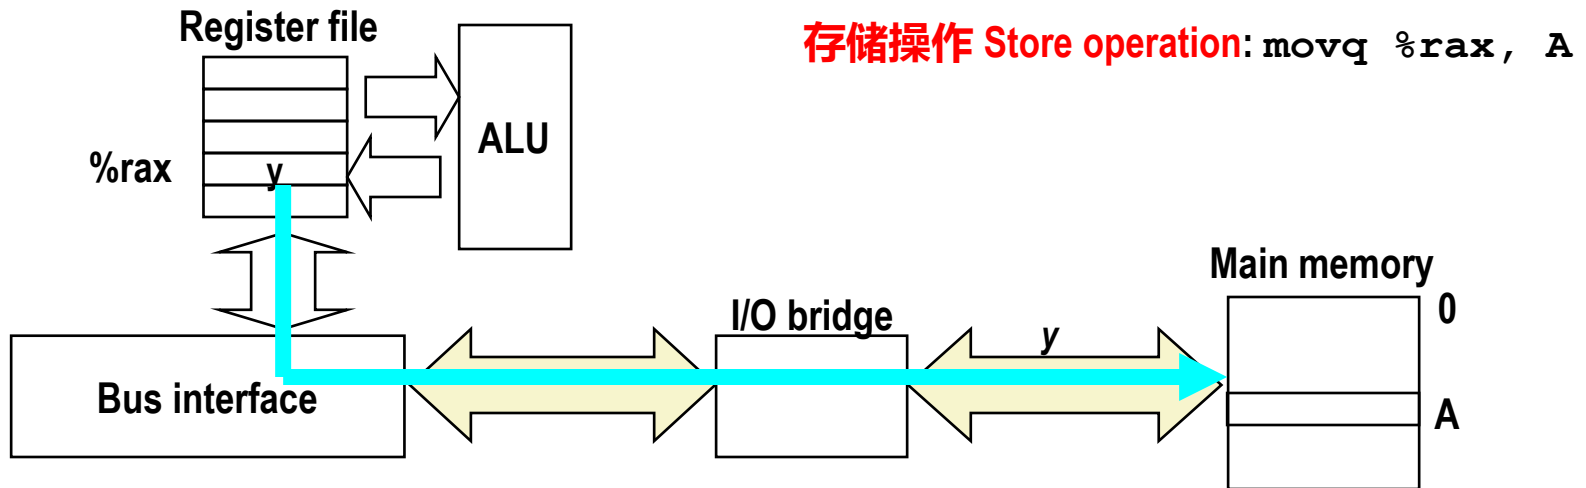 Register file
存储操作 Store operation: movq %rax, A
ALU
%rax
y
Main memory
0
I/O bridge
y
Bus interface
A